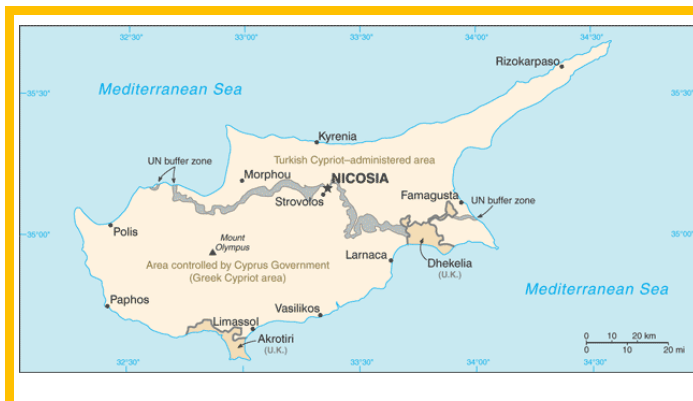 32°30'
33°00'
33°30'
34°00'
34°30'
Rizokarpaso
Mediterranean Sea
35°30'
35°30'
Kyrenia
UN buffer zone
Turkish Cypriot–administered area
Morphou
NICOSIA
Strovolos
Famagusta
UN buffer zone
Polis
35°00'
35°00'
Mount
Olympus
Larnaca
Area controlled by Cyprus Government
(Greek Cypriot area)
Dhekelia
(U.K.)
Mediterranean Sea
Paphos
Vasilikos
Limassol
Akrotiri
(U.K.)
0 10 20 km
0 10 20 mi
32°30'
33°00'
33°30'
34°00'
34°30'